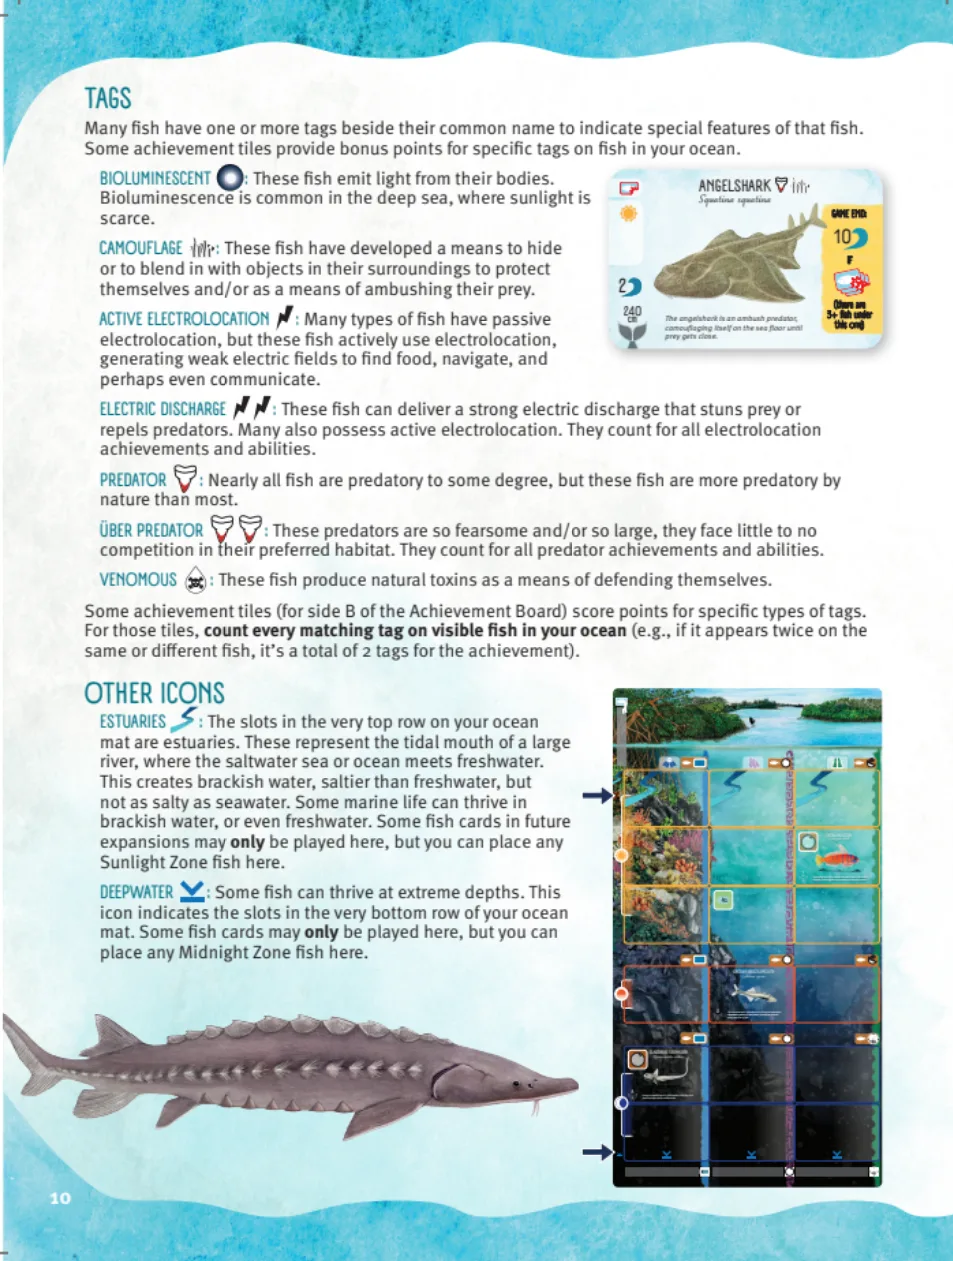 TAGS
Many fish have one or more tags beside their common name to indicate special features of that fish.
Some achievement tiles provide bonus points for specific tags on fish in your ocean.
BIOLUMINESCENT : These fish emit light from their bodies.
Bioluminescence is common in the deep sea, where sunlight is
scarce.
CAMOUFLAGE : These fish have developed a means to hide
or to blend in with objects in their surroundings to protect
themselves and/or as a means of ambushing their prey.
ACTIVE ELECTROLOCATION : Many types of fish have passive
electrolocation, but these fish actively use electrolocation,
generating weak electric fields to find food, navigate, and
perhaps even communicate.
ANGELSHARK
Squatina squatina
GAME END:
10
IF
(there are
3+ fish under
this one)
2
240
cm
The angelshark is an ambush predator,
camouflaging itself on the sea floor until
prey gets close.
ELECTRIC DISCHARGE : These fish can deliver a strong electric discharge that stuns prey or
repels predators. Many also possess active electrolocation. They count for all electrolocation
achievements and abilities.
PREDATOR : Nearly all fish are predatory to some degree, but these fish are more predatory by
nature than most.
ÜBER PREDATOR : These predators are so fearsome and/or so large, they face little to no
competition in their preferred habitat. They count for all predator achievements and abilities.
VENOMOUS : These fish produce natural toxins as a means of defending themselves.
Some achievement tiles (for side B of the Achievement Board) score points for specific types of tags.
For those tiles, count every matching tag on visible fish in your ocean (e.g., if it appears twice on the
same or different fish, it's a total of 2 tags for the achievement).
OTHER ICONS
ESTUARIES : The slots in the very top row on your ocean
mat are estuaries. These represent the tidal mouth of a large
river, where the saltwater sea or ocean meets freshwater.
This creates brackish water, saltier than freshwater, but
not as salty as seawater. Some marine life can thrive in
brackish water, or even freshwater. Some fish cards in future
expansions may only be played here, but you can place any
Sunlight Zone fish here.
DEEPWATER : Some fish can thrive at extreme depths. This
icon indicates the slots in the very bottom row of your ocean
mat. Some fish cards may only be played here, but you can
place any Midnight Zone fish here.
10